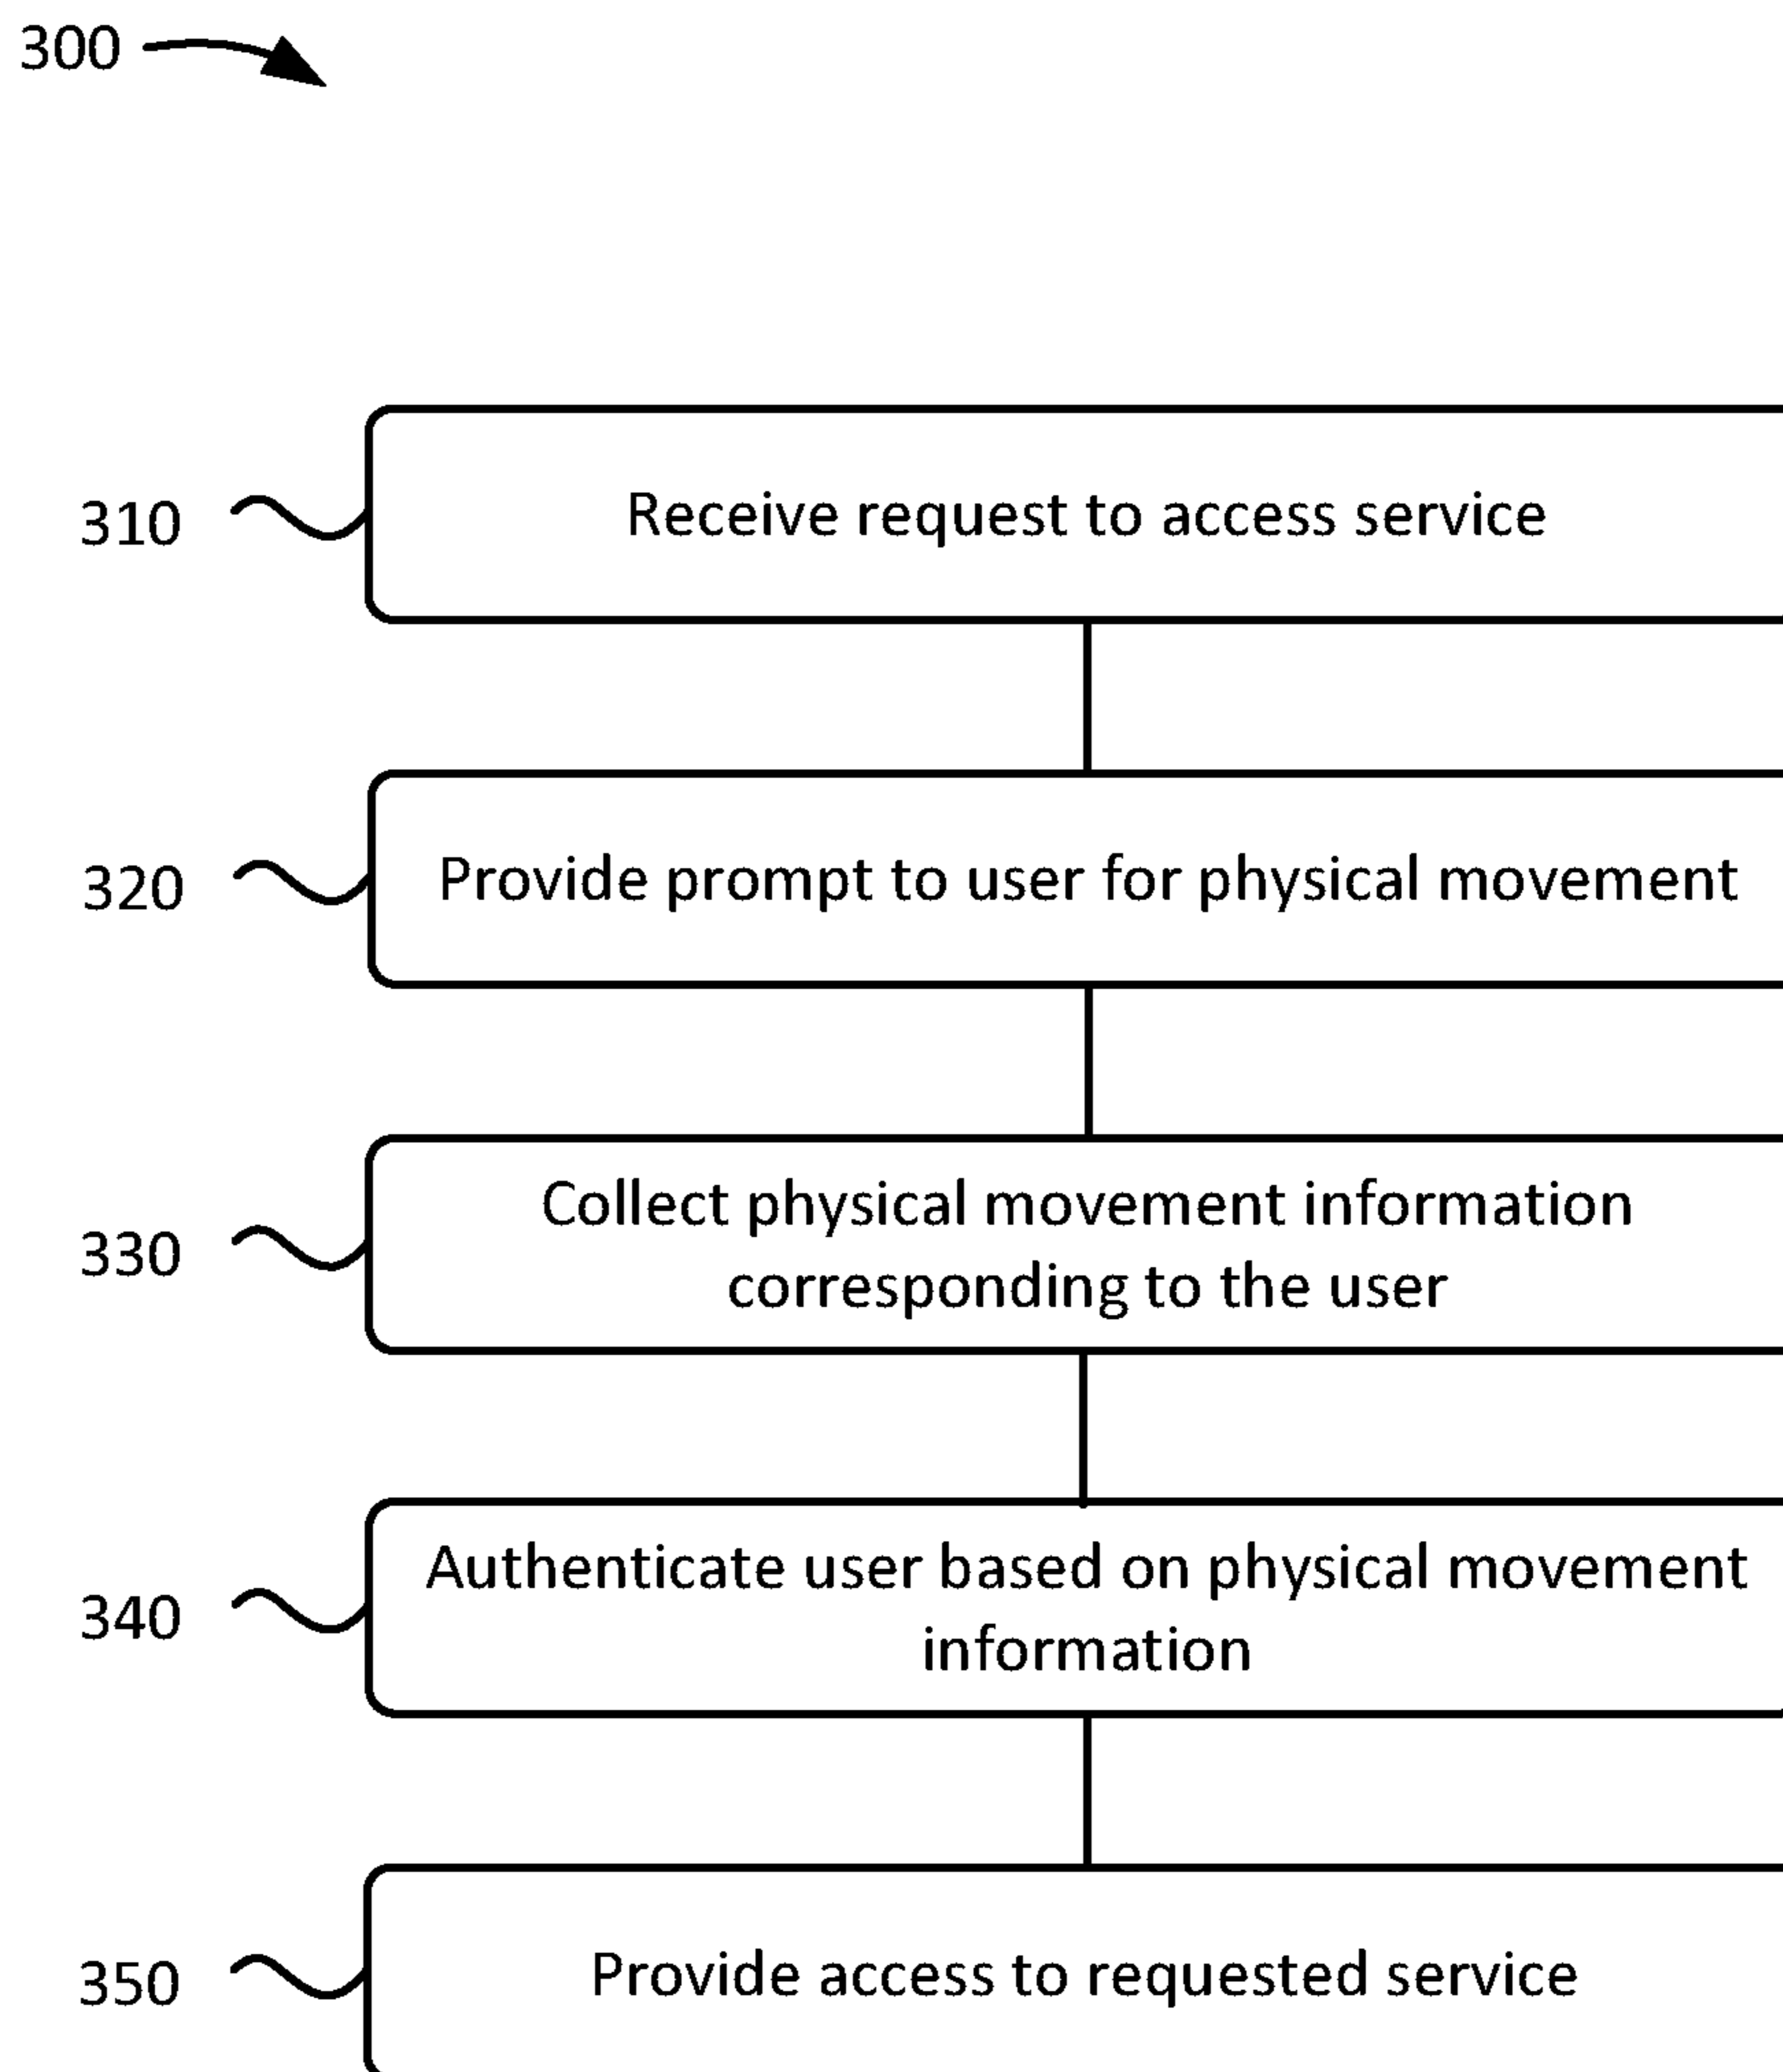 300
310
Receive request to access service
320
Provide prompt to user for physical movement
330
Collect physical movement information
corresponding to the user
340
Authenticate user based on physical movement
information
350
Provide access to requested service